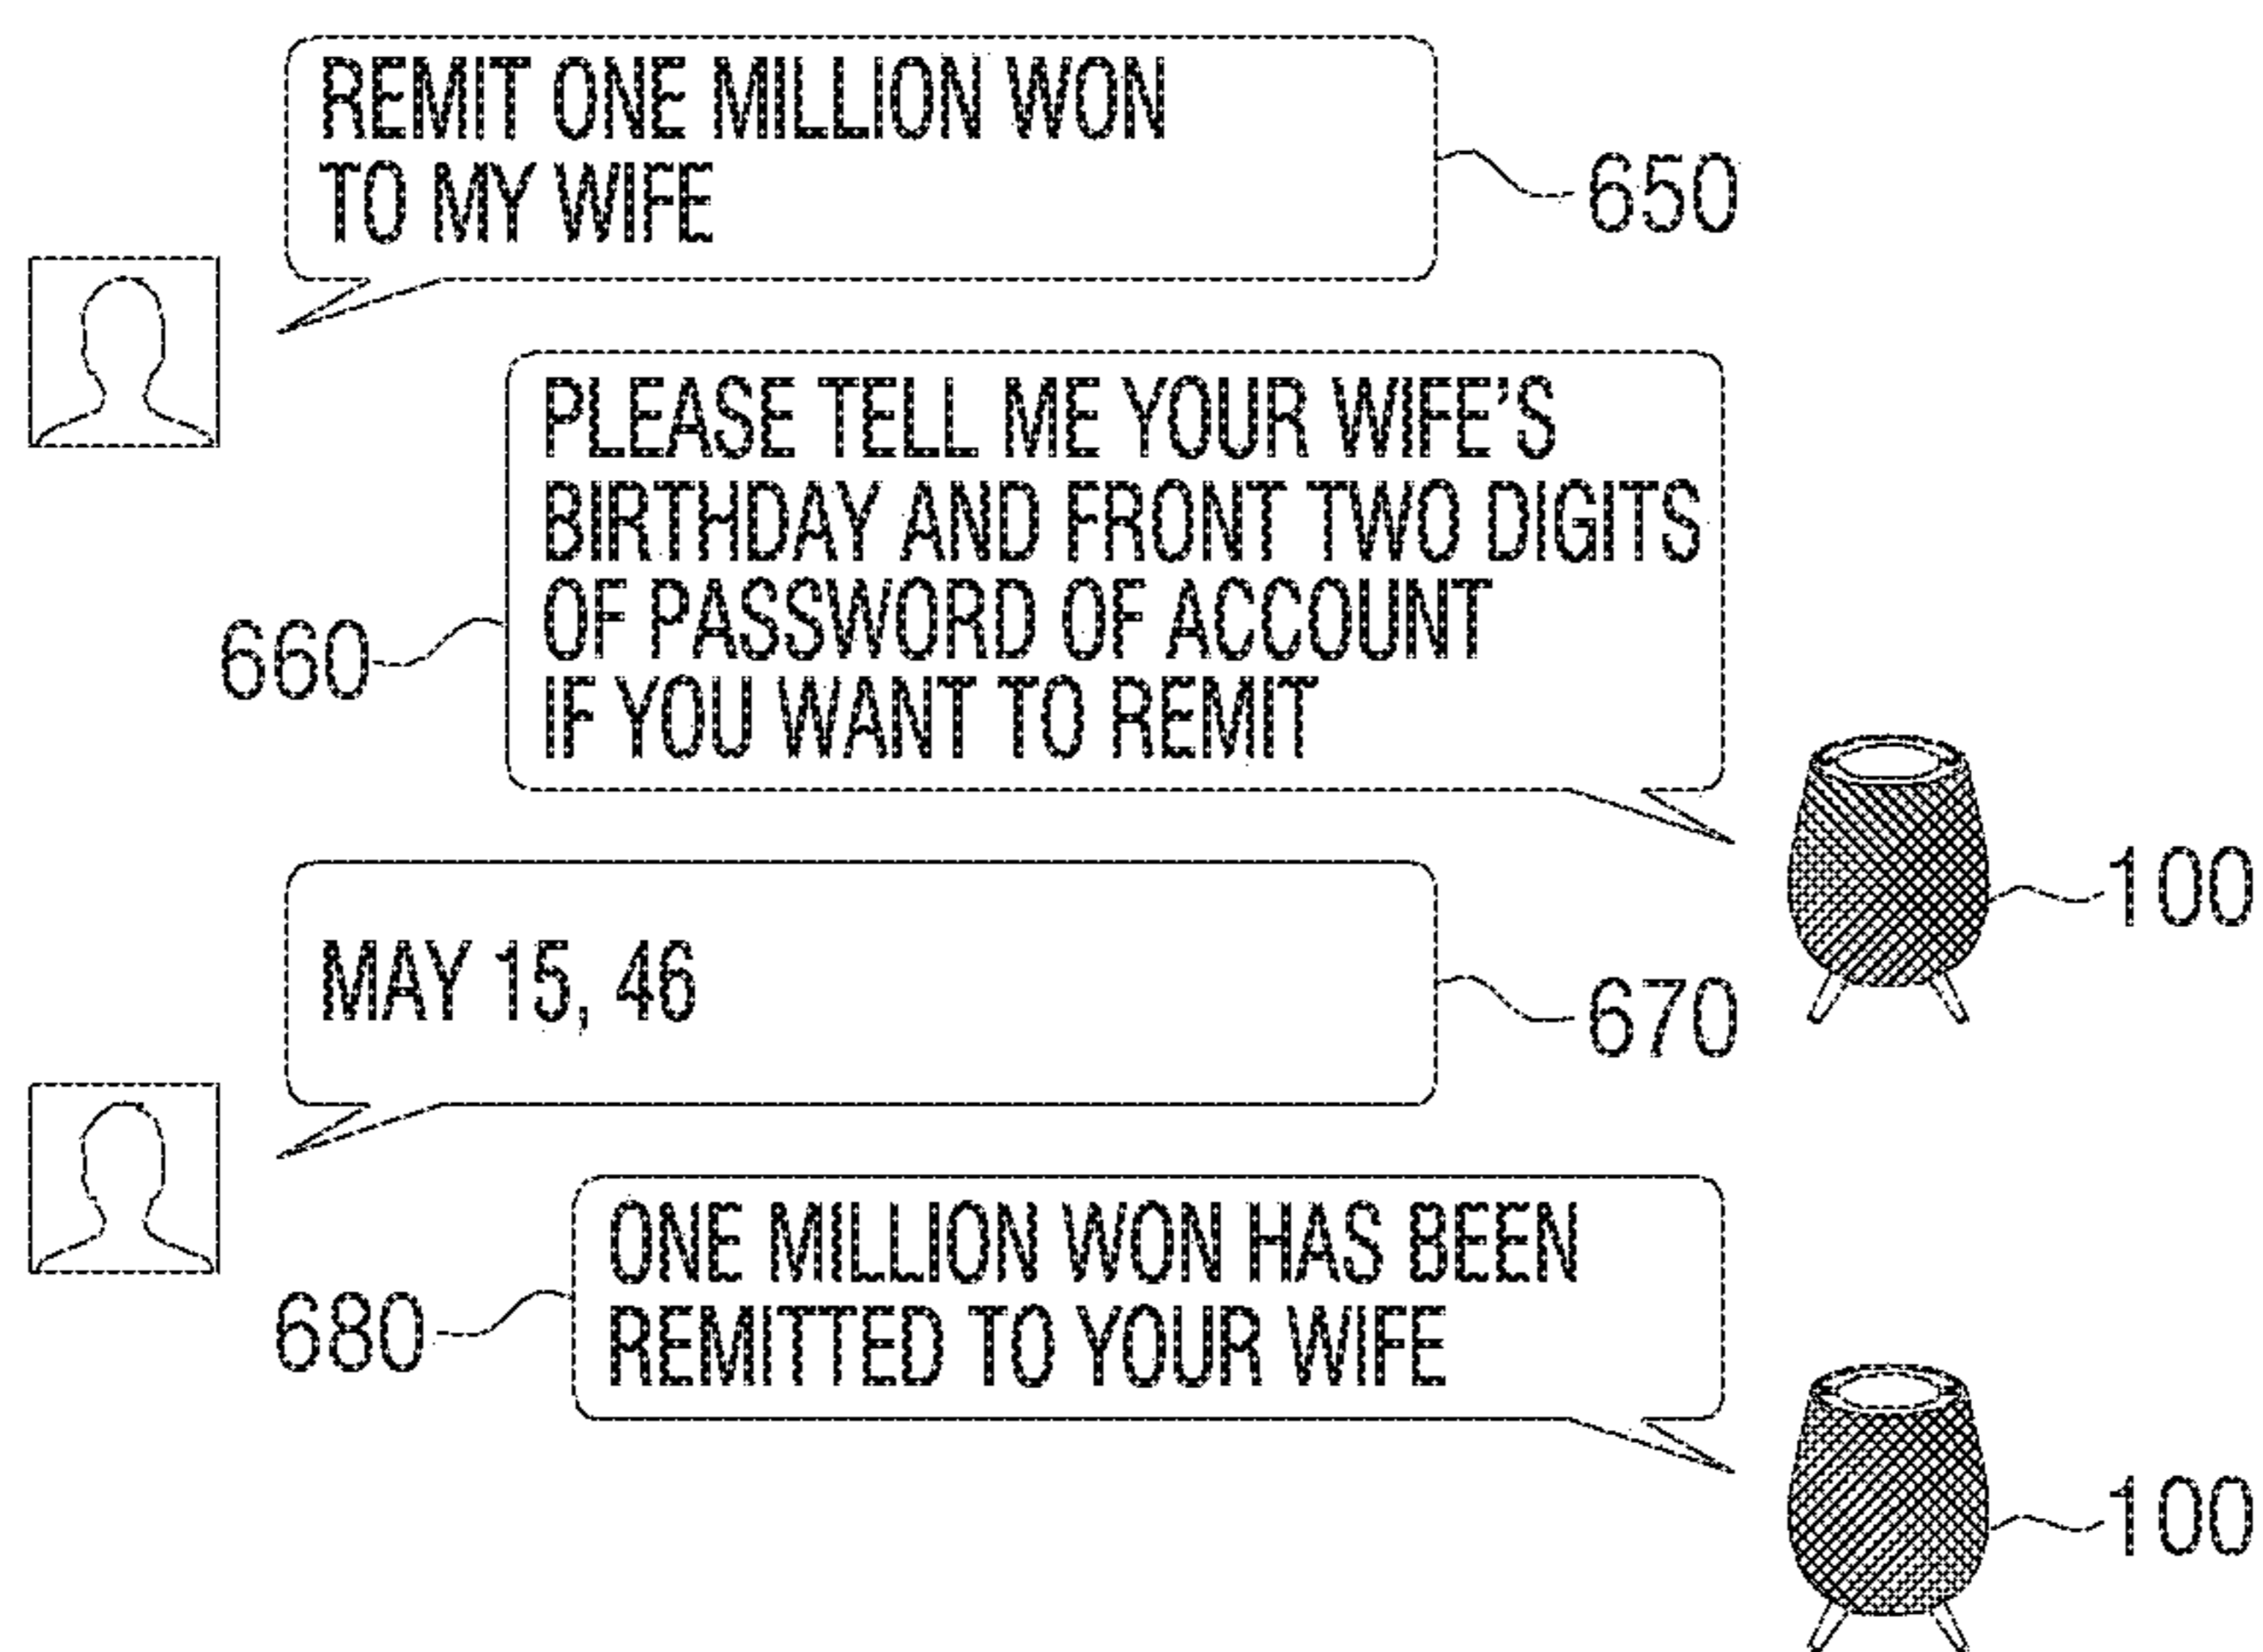 REMIT ONE MILLION WON
TO MY WIFE
650
PLEASE TELL ME YOUR WIFE'S
BIRTHDAY AND FRONT TWO DIGITS
OF PASSWORD OF ACCOUNT
IF YOU WANT TO REMIT
660
100
MAY 15, 46
670
ONE MILLION WON HAS BEEN
REMITTED TO YOUR WIFE
680
100